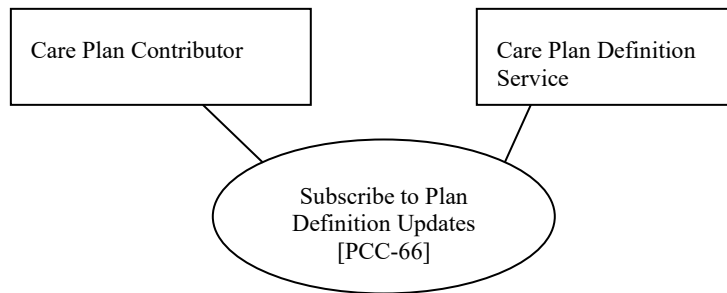 Care Plan Contributor
Care Plan Definition
Service
Subscribe to Plan
Definition Updates
[PCC-66]